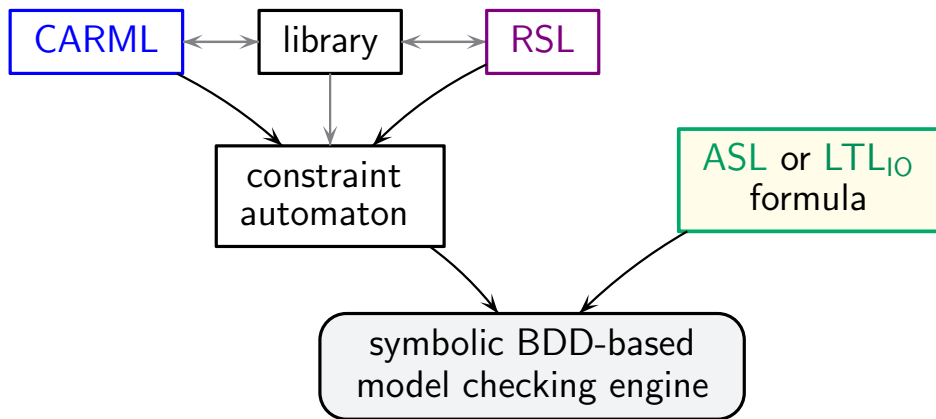 CARML
library
RSL
constraint
automaton
ASL or LTL_IO
formula
symbolic BDD-based
model checking engine